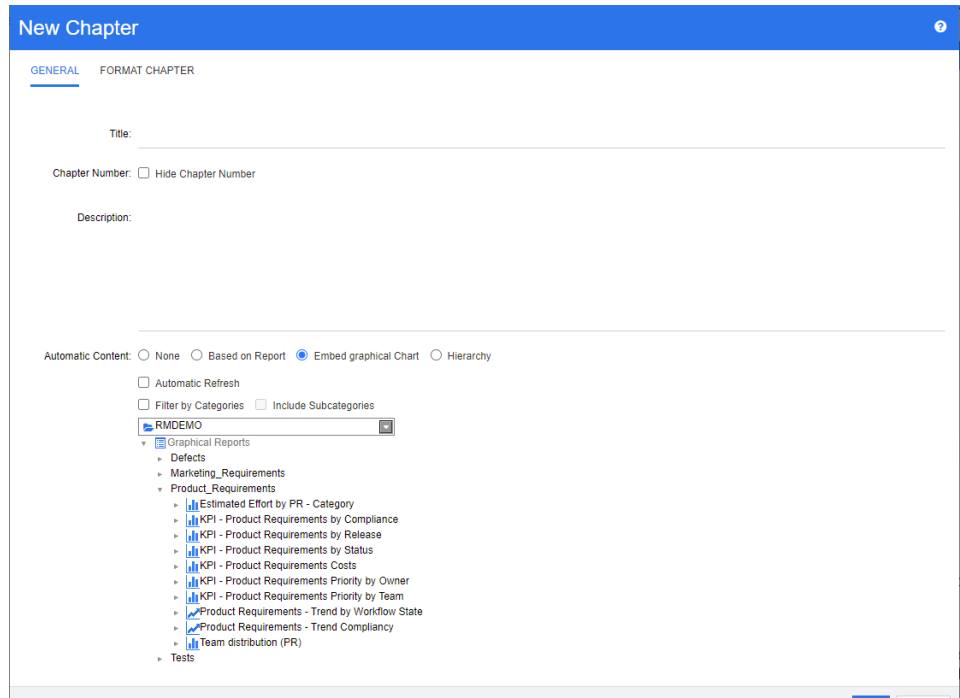 New Chapter
GENERAL FORMAT CHAPTER
Title:
Chapter Number: Hide Chapter Number
Description:
Automatic Content: None Based on Report Embed graphical Chart Hierarchy
Automatic Refresh
Filter by Categories Include Subcategories
RMDEMO
Graphical Reports
Defects
Marketing_Requirements
Product_Requirements
Estimated Effort by PR - Category
KPI - Product Requirements by Compliance
KPI - Product Requirements by Release
KPI - Product Requirements by Status
KPI - Product Requirements Costs
KPI - Product Requirements Priority by Owner
KPI - Product Requirements Priority by Team
Product Requirements - Trend by Workflow State
Product Requirements - Trend Compliancy
Team distribution (PR)
Tests